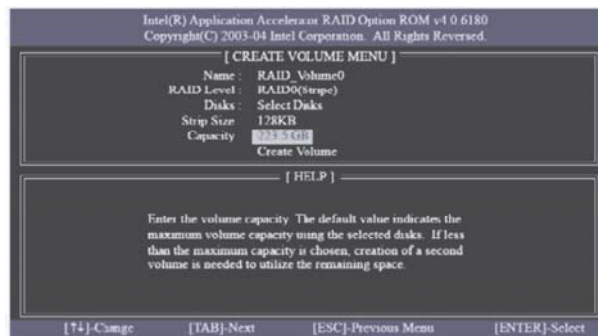 Intel(R) Application Accelerator RAID Option ROM v4.0.6180
Copyright(C) 2003-04 Intel Corporation. All Rights Reversed.
[ CREATE VOLUME MENU ]
Name : RAID_Volume0
RAID Level : RAID0(Stripe)
Disks : Select Disks
Strip Size 128KB
Capacity 223.5 GB
Create Volume
[ HELP ]
Enter the volume capacity. The default value indicates the
maximum volume capacity using the selected disks. If less
than the maximum capacity is chosen, creation of a second
volume is needed to utilize the remaining space.
[↑↓]-Change [TAB]-Next [ESC]-Previous Menu [ENTER]-Select